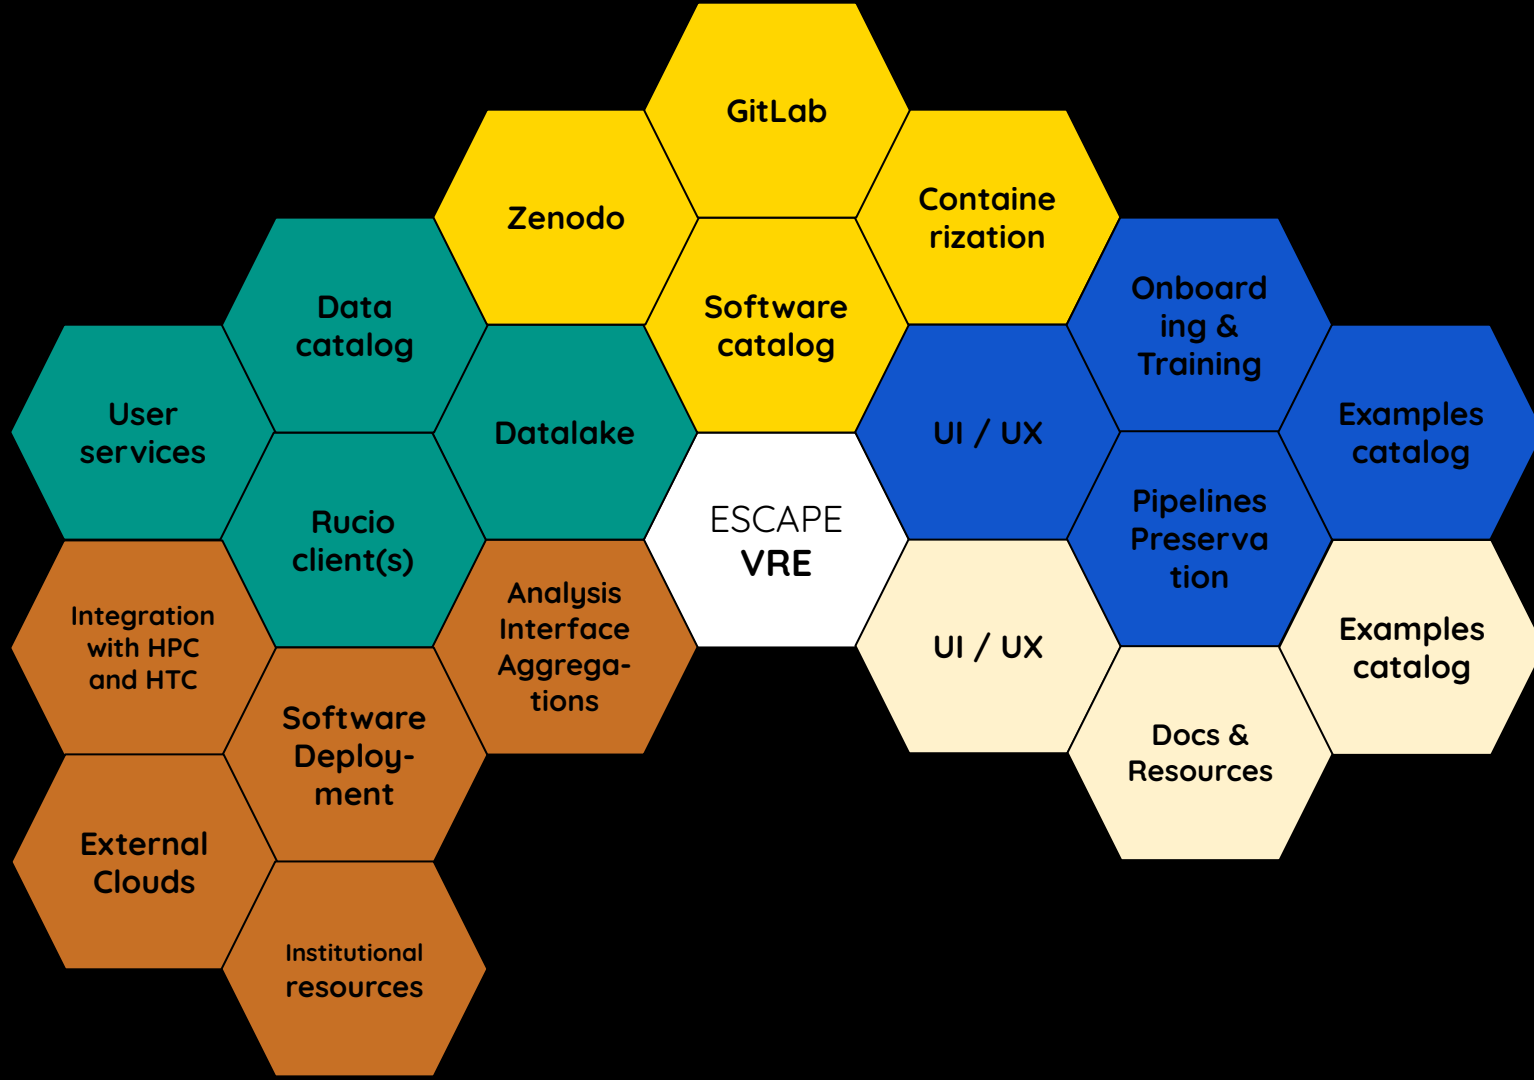 GitLab
Zenodo
Containe
rization
Data
catalog
Software
catalog
Onboard
ing &
Training
User
services
Datalake
UI / UX
Examples
catalog
Rucio
client(s)
ESCAPE
VRE
Pipelines
Preserva
tion
Integration
with HPC
and HTC
Analysis
Interface
Aggrega-
tions
UI / UX
Examples
catalog
Software
Deploy-
ment
Docs &
Resources
External
Clouds
Institutional
resources